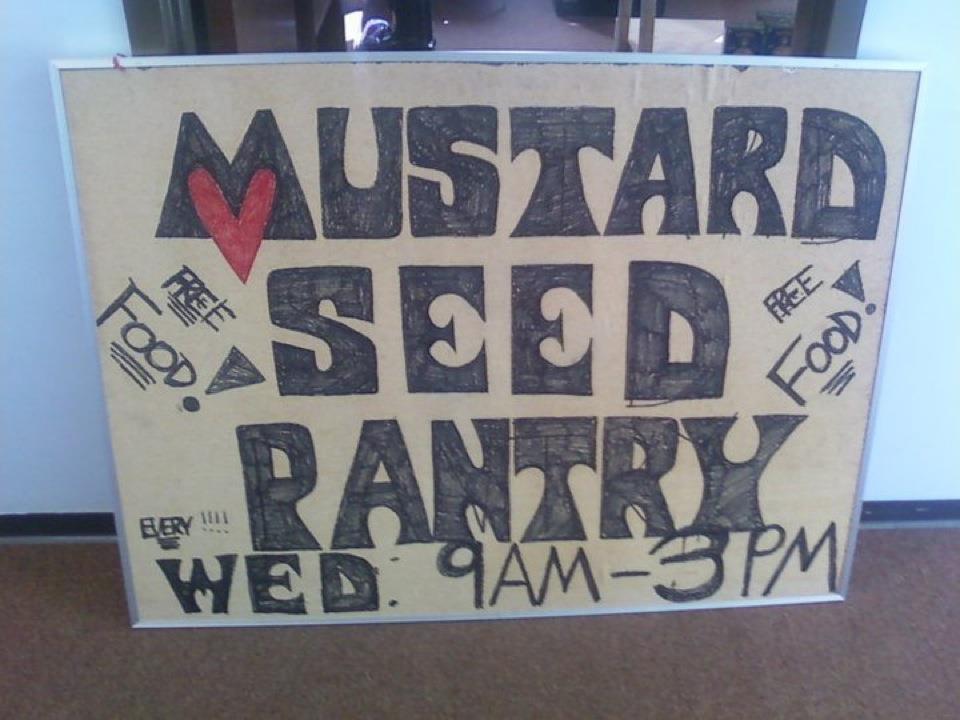 MUSTARD
FREE
FOOD!
SEED
FREE
FOOD!
PANTRY
EVERY !!!!
WED: 9AM - 3PM